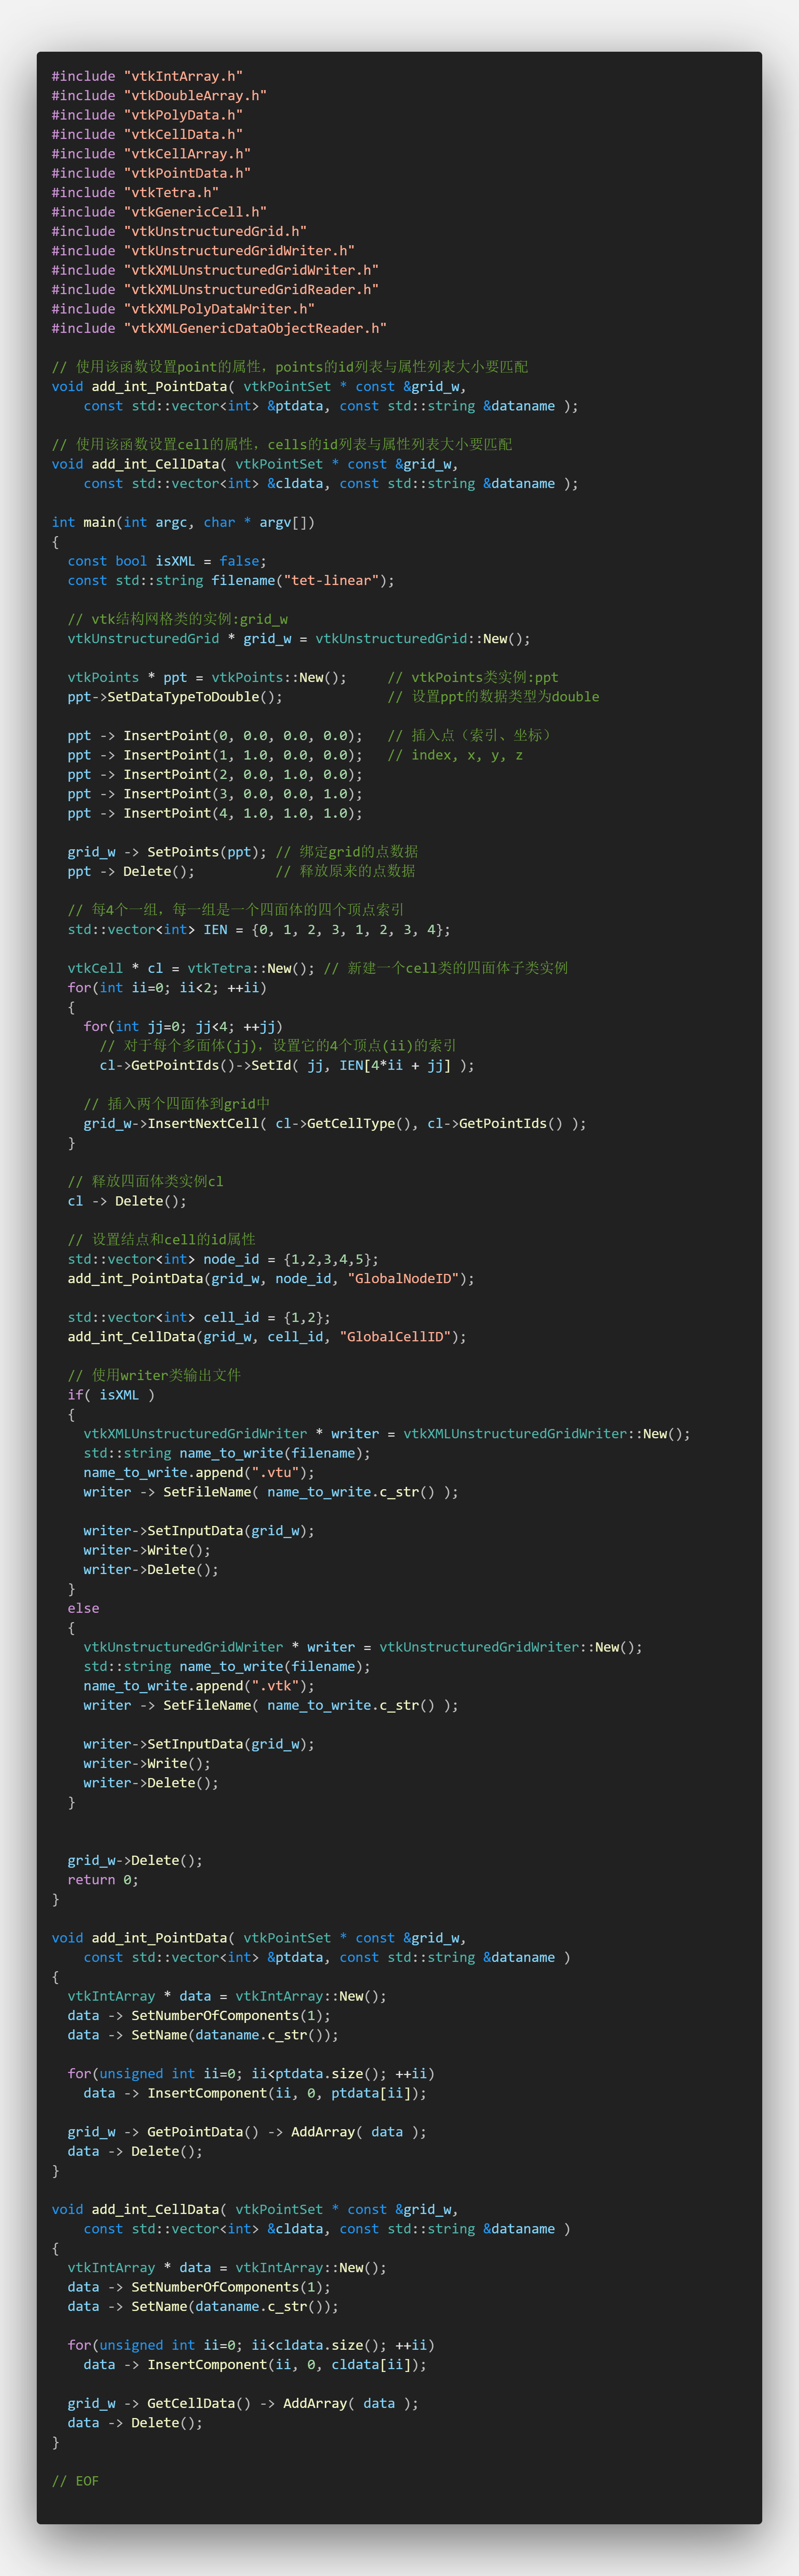 #include "vtkIntArray.h"
#include "vtkDoubleArray.h"
#include "vtkPolyData.h"
#include "vtkCellData.h"
#include "vtkCellArray.h"
#include "vtkPointData.h"
#include "vtkTetra.h"
#include "vtkGenericCell.h"
#include "vtkUnstructuredGrid.h"
#include "vtkUnstructuredGridWriter.h"
#include "vtkXMLUnstructuredGridWriter.h"
#include "vtkXMLUnstructuredGridReader.h"
#include "vtkXMLPolyDataWriter.h"
#include "vtkXMLGenericDataObjectReader.h"
// 使用该函数设置point的属性，points的id列表与属性列表大小要匹配
void add_int_PointData( vtkPointSet * const &grid_w,
    const std::vector<int> &ptdata, const std::string &dataname );
// 使用该函数设置cell的属性，cells的id列表与属性列表大小要匹配
void add_int_CellData( vtkPointSet * const &grid_w,
    const std::vector<int> &cldata, const std::string &dataname );
int main(int argc, char * argv[])
{
  const bool isXML = false;
  const std::string filename("tet-linear");
  // vtk结构网格类的实例:grid_w
  vtkUnstructuredGrid * grid_w = vtkUnstructuredGrid::New();
  vtkPoints * ppt = vtkPoints::New();     // vtkPoints类实例:ppt
  ppt->SetDataTypeToDouble();             // 设置ppt的数据类型为double
  ppt -> InsertPoint(0, 0.0, 0.0, 0.0);   // 插入点（索引、坐标）
  ppt -> InsertPoint(1, 1.0, 0.0, 0.0);   // index, x, y, z
  ppt -> InsertPoint(2, 0.0, 1.0, 0.0);
  ppt -> InsertPoint(3, 0.0, 0.0, 1.0);
  ppt -> InsertPoint(4, 1.0, 1.0, 1.0);
  grid_w -> SetPoints(ppt); // 绑定grid的点数据
  ppt -> Delete();          // 释放原来的点数据
  // 每4个一组，每一组是一个四面体的四个顶点索引
  std::vector<int> IEN = {0, 1, 2, 3, 1, 2, 3, 4};
  vtkCell * cl = vtkTetra::New(); // 新建一个cell类的四面体子类实例
  for(int ii=0; ii<2; ++ii)
  {
    for(int jj=0; jj<4; ++jj)
      // 对于每个多面体(jj)，设置它的4个顶点(ii)的索引
      cl->GetPointIds()->SetId( jj, IEN[4*ii + jj] );
    // 插入两个四面体到grid中
    grid_w->InsertNextCell( cl->GetCellType(), cl->GetPointIds() );
  }
  // 释放四面体类实例cl
  cl -> Delete();
  // 设置结点和cell的id属性
  std::vector<int> node_id = {1,2,3,4,5};
  add_int_PointData(grid_w, node_id, "GlobalNodeID");
  std::vector<int> cell_id = {1,2};
  add_int_CellData(grid_w, cell_id, "GlobalCellID");
  // 使用writer类输出文件
  if( isXML )
  {
    vtkXMLUnstructuredGridWriter * writer = vtkXMLUnstructuredGridWriter::New();
    std::string name_to_write(filename);
    name_to_write.append(".vtu");
    writer -> SetFileName( name_to_write.c_str() );
    writer->SetInputData(grid_w);
    writer->Write();
    writer->Delete();
  }
  else
  {
    vtkUnstructuredGridWriter * writer = vtkUnstructuredGridWriter::New();
    std::string name_to_write(filename);
    name_to_write.append(".vtk");
    writer -> SetFileName( name_to_write.c_str() );
    writer->SetInputData(grid_w);
    writer->Write();
    writer->Delete();
  }
  grid_w->Delete();
  return 0;
}
void add_int_PointData( vtkPointSet * const &grid_w,
    const std::vector<int> &ptdata, const std::string &dataname )
{
  vtkIntArray * data = vtkIntArray::New();
  data -> SetNumberOfComponents(1);
  data -> SetName(dataname.c_str());
  for(unsigned int ii=0; ii<ptdata.size(); ++ii)
    data -> InsertComponent(ii, 0, ptdata[ii]);
  grid_w -> GetPointData() -> AddArray( data );
  data -> Delete();
}
void add_int_CellData( vtkPointSet * const &grid_w,
    const std::vector<int> &cldata, const std::string &dataname )
{
  vtkIntArray * data = vtkIntArray::New();
  data -> SetNumberOfComponents(1);
  data -> SetName(dataname.c_str());
  for(unsigned int ii=0; ii<cldata.size(); ++ii)
    data -> InsertComponent(ii, 0, cldata[ii]);
  grid_w -> GetCellData() -> AddArray( data );
  data -> Delete();
}
// EOF